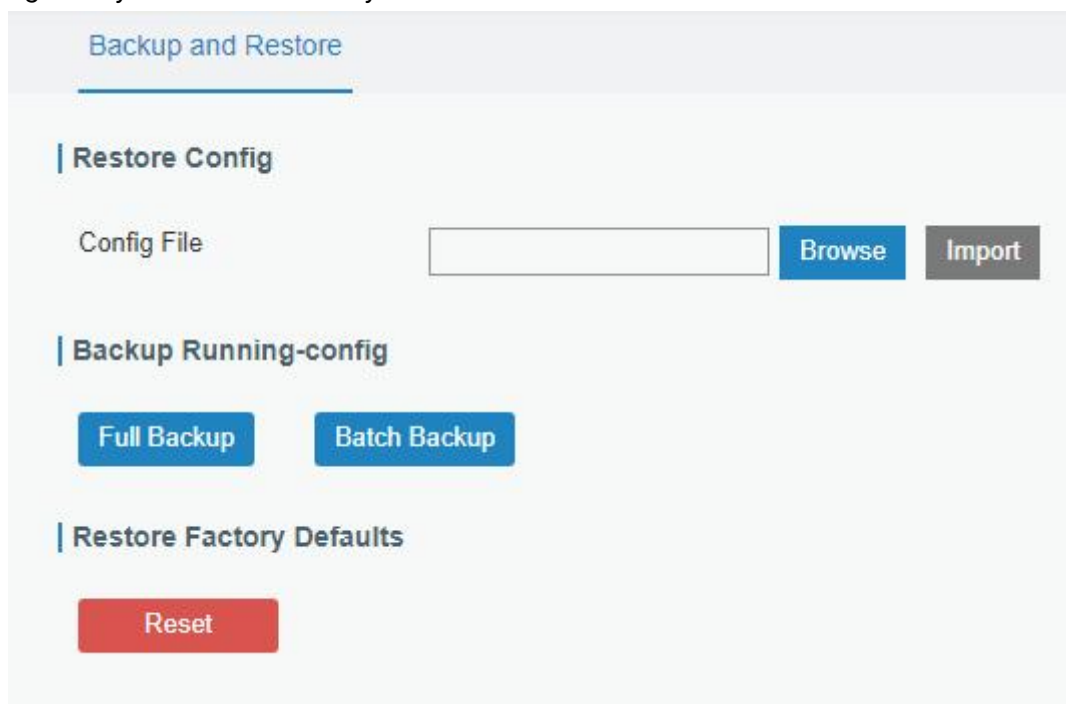 Backup and Restore
Restore Config
Config File
Browse
Import
Backup Running-config
Full Backup
Batch Backup
Restore Factory Defaults
Reset